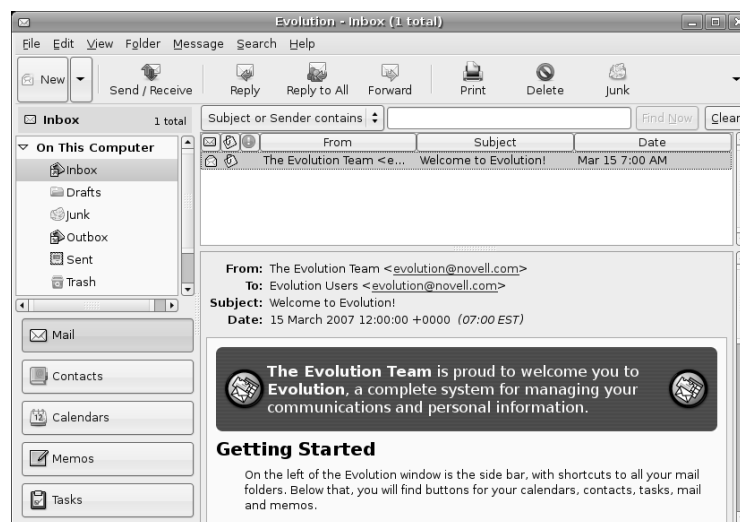 Evolution - Inbox (1 total)
File Edit View Folder Message Search Help
New Send / Receive Reply Reply to All Forward Print Delete Junk
Inbox 1 total
Subject or Sender contains Find Now Clear
On This Computer
Inbox
Drafts
Junk
Outbox
Sent
Trash
From Subject Date
The Evolution Team <e... Welcome to Evolution! Mar 15 7:00 AM
From: The Evolution Team <evolution@novell.com>
To: Evolution Users <evolution@novell.com>
Subject: Welcome to Evolution!
Date: 15 March 2007 12:00:00 +0000 (07:00 EST)
Mail
Contacts
12 Calendars
Memos
Tasks
The Evolution Team is proud to welcome you to
Evolution, a complete system for managing your
communications and personal information.
Getting Started
On the left of the Evolution window is the side bar, with shortcuts to all your mail
folders. Below that, you will find buttons for your calendars, contacts, tasks, mail
and memos.